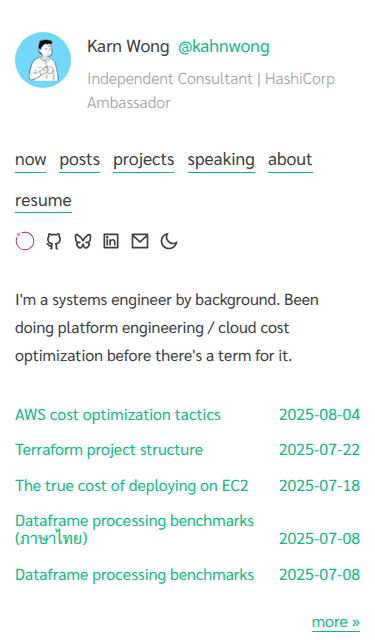 Karn Wong @kahnwong
Independent Consultant | HashiCorp
Ambassador
now posts projects speaking about
resume
I'm a systems engineer by background. Been
doing platform engineering / cloud cost
optimization before there's a term for it.
AWS cost optimization tactics 2025-08-04
Terraform project structure 2025-07-22
The true cost of deploying on EC2 2025-07-18
Dataframe processing benchmarks
(ภาษาไทย) 2025-07-08
Dataframe processing benchmarks 2025-07-08
more »